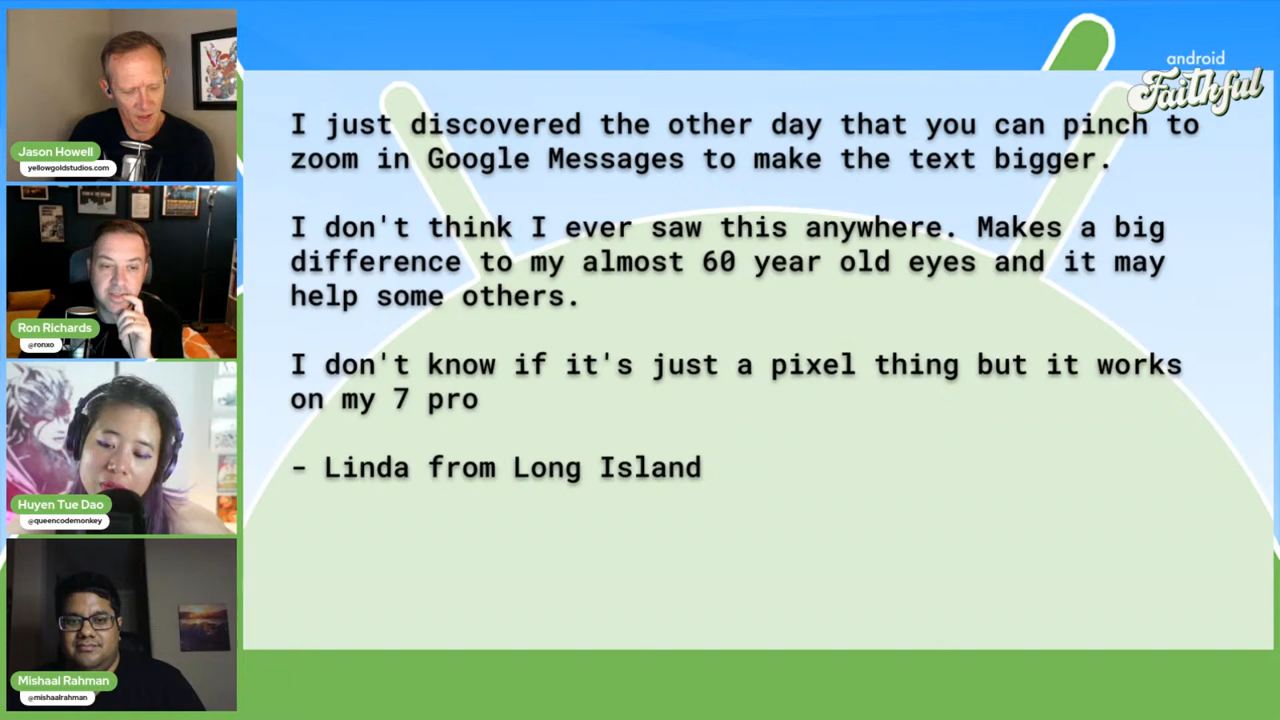 Jason Howell
yellowgoldstudios.com
Ron Richards
@ronxo
Huyen Tue Dao
@queencodemonkey
Mishaal Rahman
@mishaalrahman
android
Faithful
I just discovered the other day that you can pinch to
zoom in Google Messages to make the text bigger.
I don't think I ever saw this anywhere. Makes a big
difference to my almost 60 year old eyes and it may
help some others.
I don't know if it's just a pixel thing but it works
on my 7 pro
- Linda from Long Island